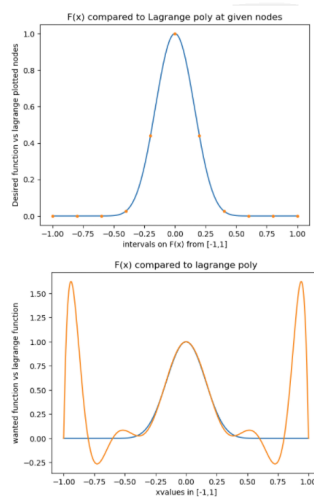 F(x) compared to Lagrange poly at given nodes
Desired function vs lagrange plotted nodes
1.0
0.8
0.6
0.4
0.2
0.0
−1.00 −0.75 −0.50 −0.25 0.00 0.25 0.50 0.75 1.00
intervals on F(x) from [-1,1]
F(x) compared to lagrange poly
wanted function vs lagrange function
1.50
1.25
1.00
0.75
0.50
0.25
0.00
−0.25
−1.00 −0.75 −0.50 −0.25 0.00 0.25 0.50 0.75 1.00
xvalues in [-1,1]